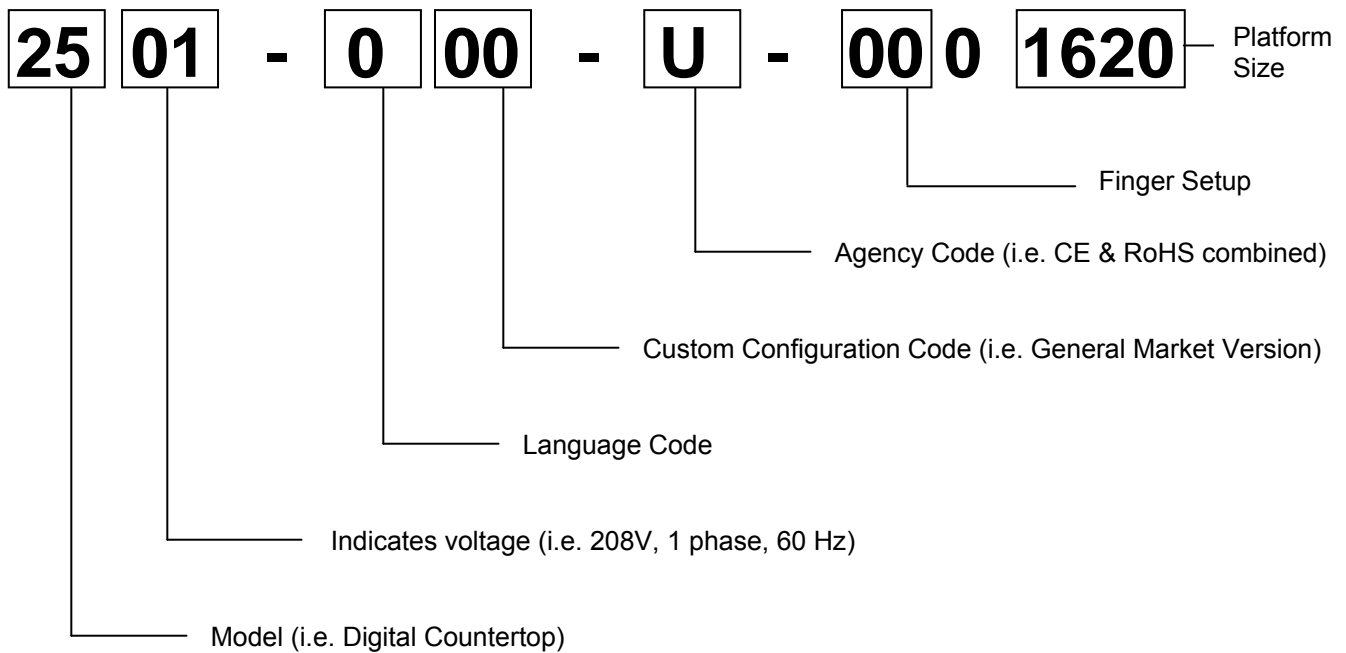 25 01 - 0 00 - U - 00 0 1620
Platform
Size
Finger Setup
Agency Code (i.e. CE & RoHS combined)
Custom Configuration Code (i.e. General Market Version)
Language Code
Indicates voltage (i.e. 208V, 1 phase, 60 Hz)
Model (i.e. Digital Countertop)